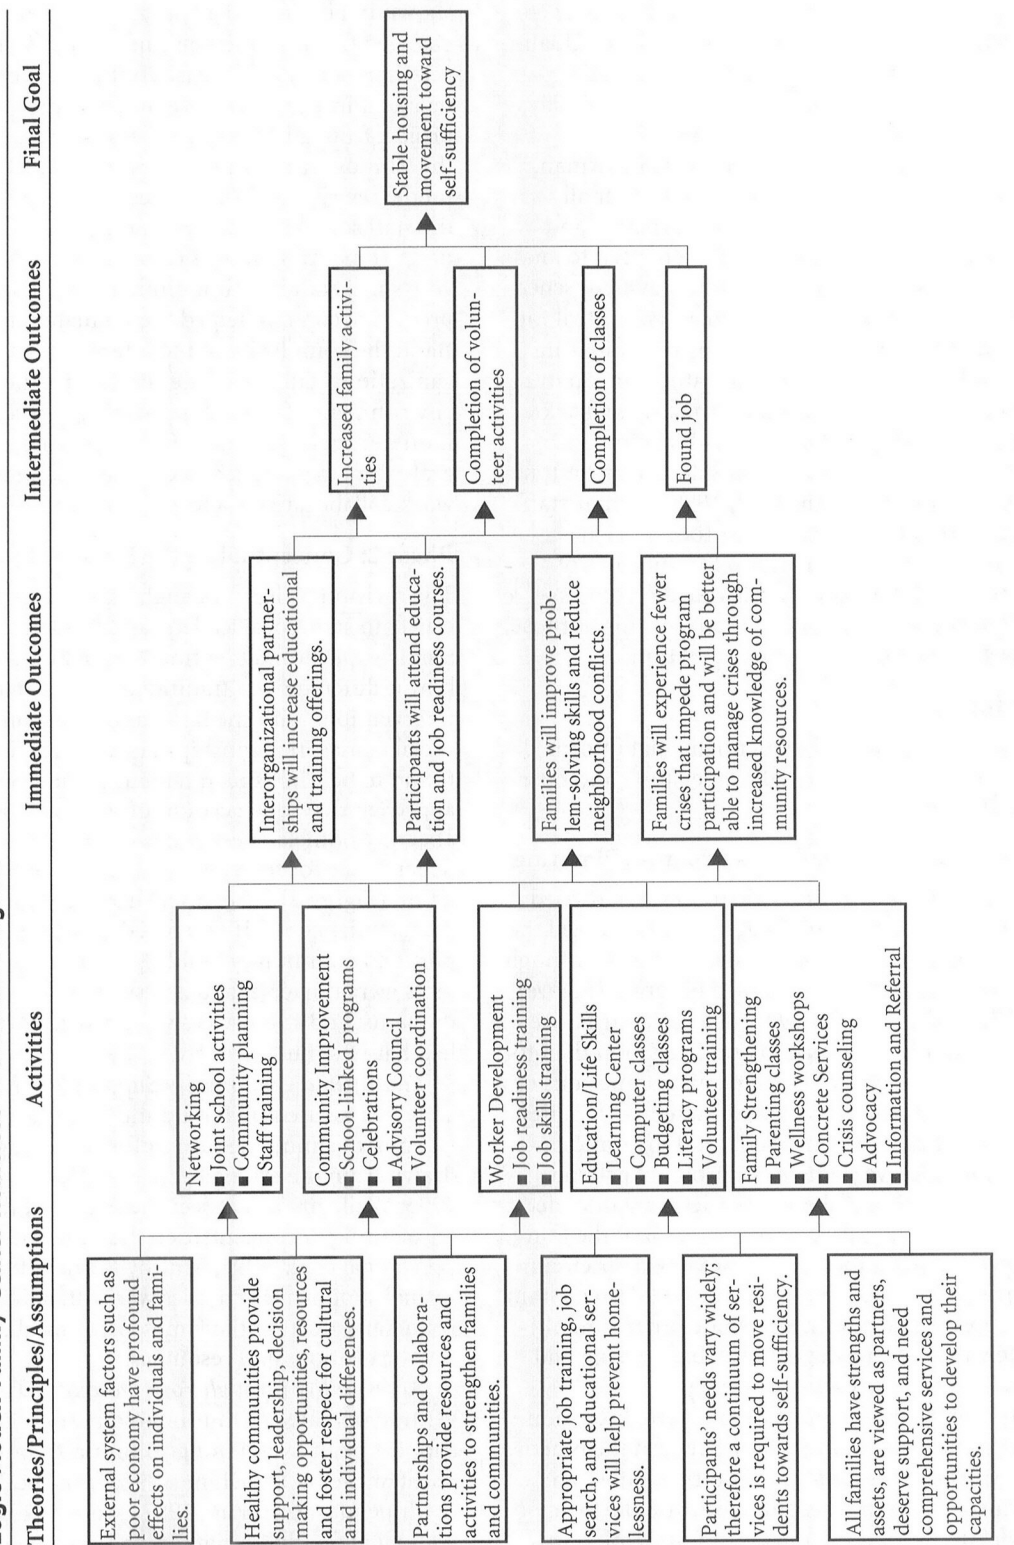 Theories/Principles/Assumptions
Activities
Immediate Outcomes
Intermediate Outcomes
Final Goal
External system factors such as
poor economy have profound
effects on individuals and fami-
lies.
Healthy communities provide
support, leadership decision
making opportunities, resources
and foster respect for cultural
and individual differences.
Partnerships and collabora-
tions provide resources and
activities to strengthen families
and communities.
Appropriate job training, job
search, and educational ser-
vices will help prevent home-
lessness.
Participants' needs vary widely;
therefore a continuum of ser-
vices is required to move resi-
dents towards self-sufficiency.
All families have strengths and
assets, are viewed as partners,
deserve support, and need
comprehensive services and
opportunities to develop their
capacities.
Networking
■ Joint school activities
■ Community planning
■ Staff training
Community Improvement
■ School-linked programs
■ Celebrations
■ Advisory Council
■ Volunteer coordination
Worker Development
■ Job readiness training
■ Job skills training
Education/Life Skills
■ Learning Center
■ Computer classes
■ Budgeting classes
■ Literacy programs
■ Volunteer training
Family Strengthening
■ Parenting classes
■ Wellness workshops
■ Concrete Services
■ Crisis counseling
■ Advocacy
■ Information and Referral
Interorganizational partner-
ships will increase educational
and training offerings.
Participants will attend educa-
tion and job readiness courses.
Families will improve prob-
lem-solving skills and reduce
neighborhood conflicts.
Families will experience fewer
crises that impede program
participation and will be better
able to manage crises through
increased knowledge of com-
munity resources.
Increased family activi-
ties
Completion of volun-
teer activities
Completion of classes
Found job
Stable housing and
movement toward
self-sufficiency